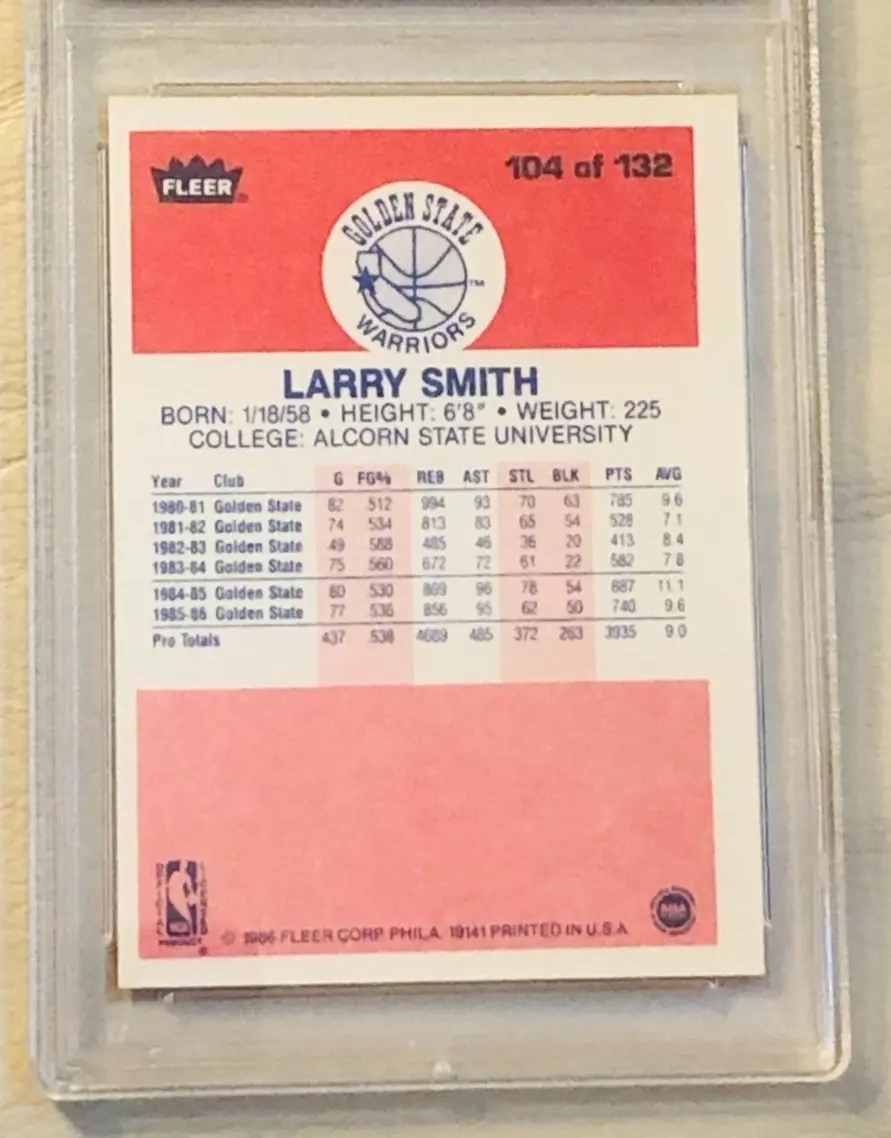 FLEER
104 of 132
GOLDEN STATE
WARRIORS
TM
LARRY SMITH
BORN: 1/18/58 • HEIGHT: 6'8" • WEIGHT: 225
COLLEGE: ALCORN STATE UNIVERSITY
Year Club G FG% REB AST STL BLK PTS AVG
1980-81 Golden State 82 .512 994 93 70 63 785 9.6
1981-82 Golden State 74 .534 813 83 65 54 528 7.1
1982-83 Golden State 49 .588 485 46 36 20 413 8.4
1983-84 Golden State 75 .560 672 72 61 22 582 7.8
1984-85 Golden State 80 .530 869 96 78 54 887 11.1
1985-86 Golden State 77 .536 856 95 62 50 740 9.6
Pro Totals 437 .538 4689 485 372 263 3935 9.0
© 1986 FLEER CORP. PHILA. 19141 PRINTED IN U.S.A.
NBA